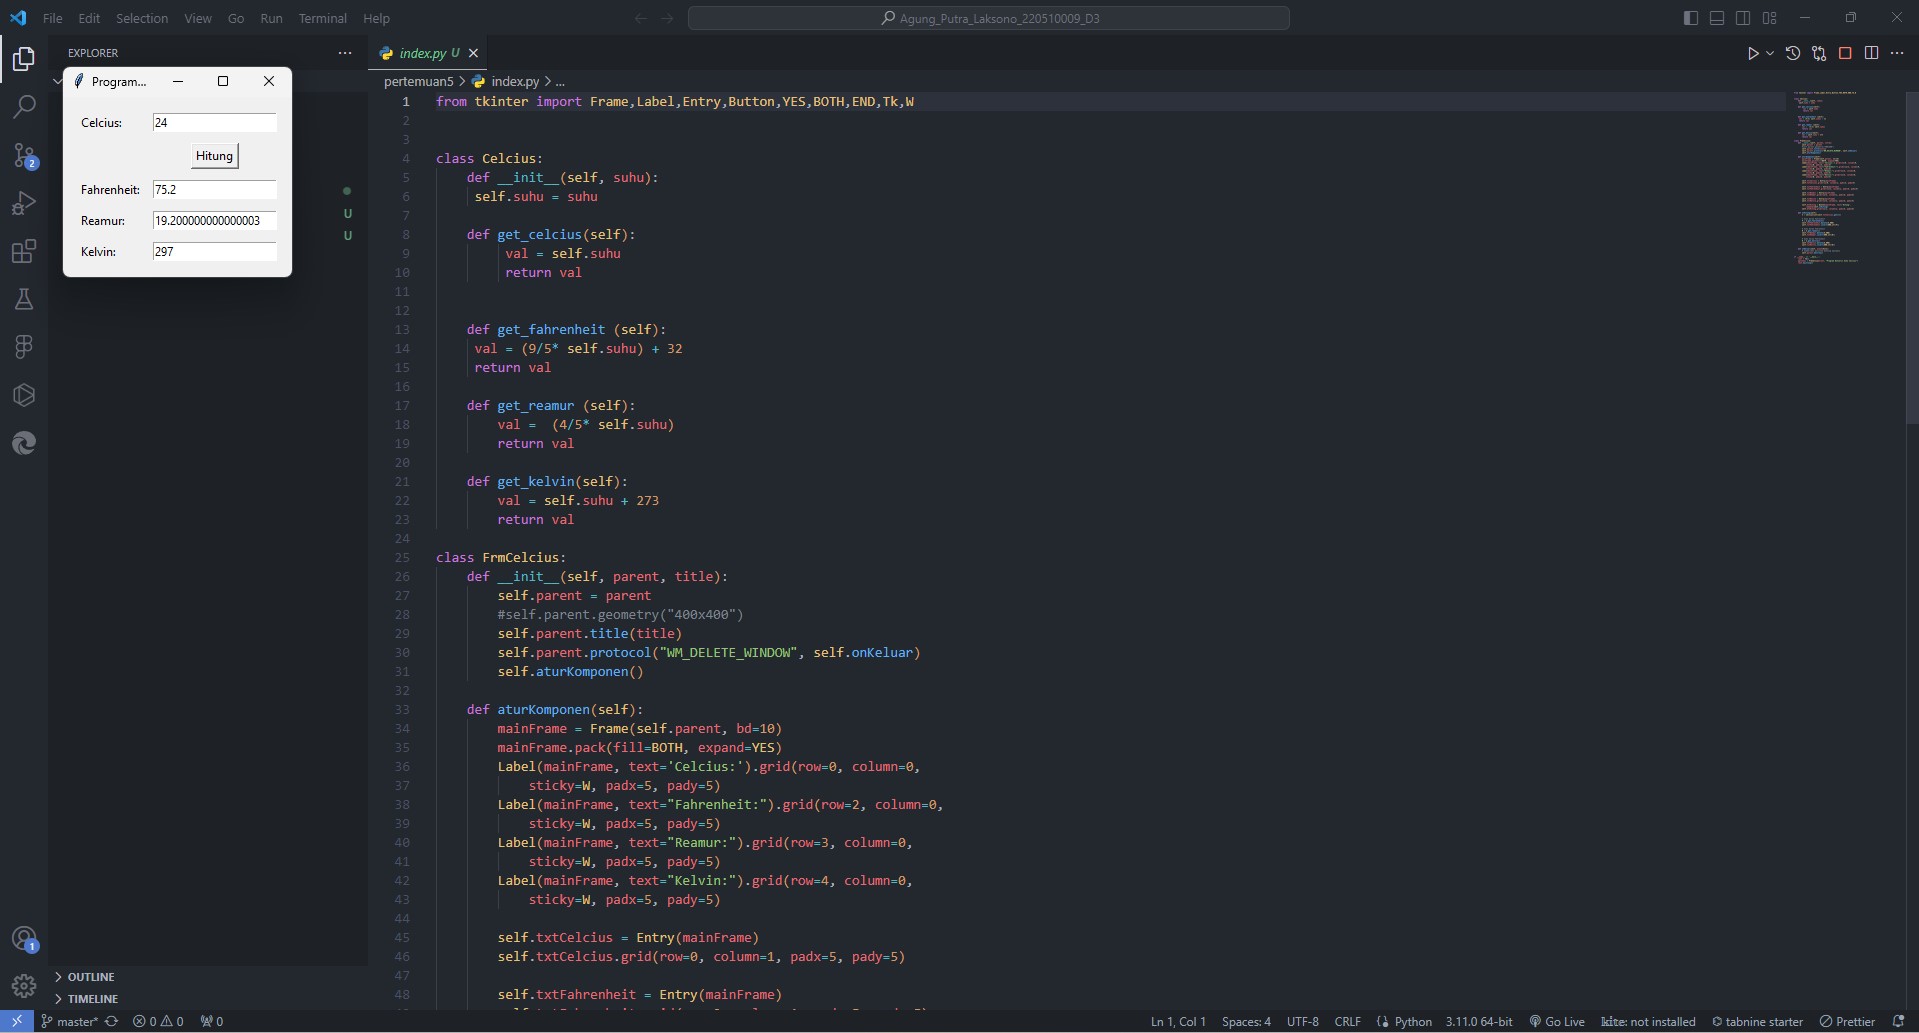 File Edit Selection View Go Run Terminal Help
Agung_Putra_Laksono_220510009_D3
EXPLORER
index.py U
pertemuan5 > index.py > ...
Program...
Celcius: 24
Hitung
Fahrenheit: 75.2
Reamur: 19.200000000000003
Kelvin: 297
U
U
2
1
1 from tkinter import Frame,Label,Entry,Button,YES,BOTH,END,Tk,W
2
3
4 class Celcius:
5     def __init__(self, suhu):
6      self.suhu = suhu
7
8     def get_celcius(self):
9          val = self.suhu
10          return val
11
12
13     def get_fahrenheit (self):
14      val = (9/5* self.suhu) + 32
15      return val
16
17     def get_reamur (self):
18         val =  (4/5* self.suhu)
19         return val
20
21     def get_kelvin(self):
22         val = self.suhu + 273
23         return val
24
25 class FrmCelcius:
26     def __init__(self, parent, title):
27         self.parent = parent
28         #self.parent.geometry("400x400")
29         self.parent.title(title)
30         self.parent.protocol("WM_DELETE_WINDOW", self.onKeluar)
31         self.aturKomponen()
32
33     def aturKomponen(self):
34         mainFrame = Frame(self.parent, bd=10)
35         mainFrame.pack(fill=BOTH, expand=YES)
36         Label(mainFrame, text='Celcius:').grid(row=0, column=0,
37             sticky=W, padx=5, pady=5)
38         Label(mainFrame, text="Fahrenheit:").grid(row=2, column=0,
39             sticky=W, padx=5, pady=5)
40         Label(mainFrame, text="Reamur:").grid(row=3, column=0,
41             sticky=W, padx=5, pady=5)
42         Label(mainFrame, text="Kelvin:").grid(row=4, column=0,
43             sticky=W, padx=5, pady=5)
44
45         self.txtCelcius = Entry(mainFrame)
46         self.txtCelcius.grid(row=0, column=1, padx=5, pady=5)
47
48         self.txtFahrenheit = Entry(mainFrame)
OUTLINE
TIMELINE
master* 0 0 0 Ln 1, Col 1 Spaces: 4 UTF-8 CRLF Python 3.11.0 64-bit Go Live kite: not installed tabnine starter Prettier